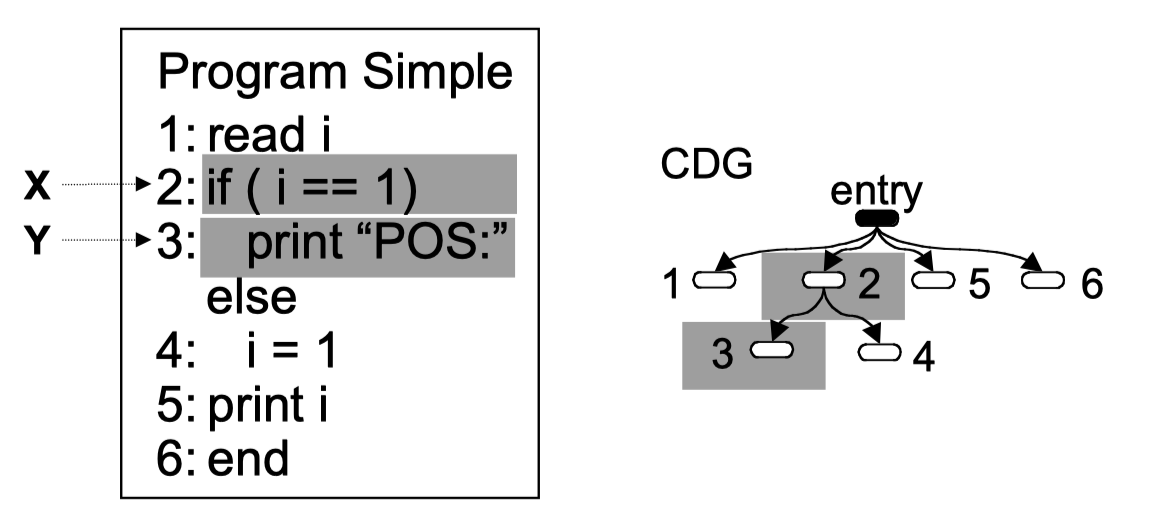 Program Simple
1: read i
X 2: if ( i == 1)
Y 3: print “POS:”
else
4: i = 1
5: print i
6: end
CDG
entry
1 2 5 6
3 4